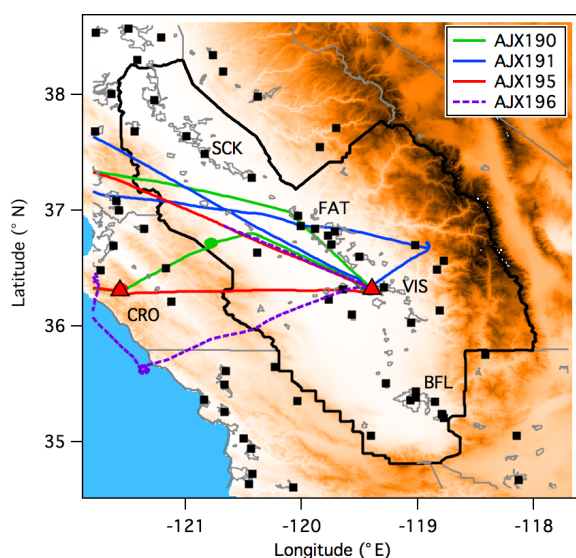 AJX190
AJX191
AJX195
AJX196
38
37
36
35
Latitude (° N)
SCK
FAT
VIS
CRO
BFL
-121
-120
-119
-118
Longitude (° E)